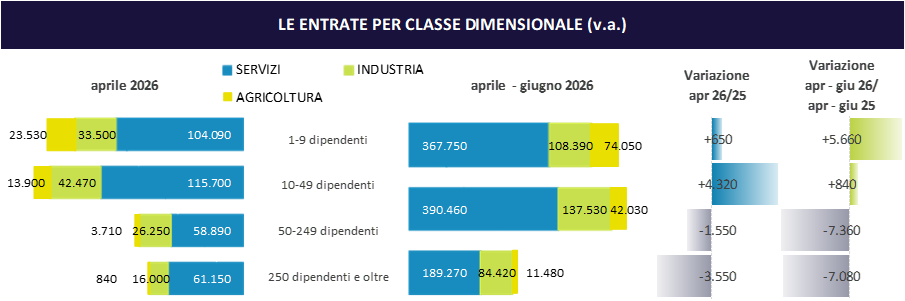 LE ENTRATE PER CLASSE DIMENSIONALE (v.a.)
aprile 2026
SERVIZI
INDUSTRIA
AGRICOLTURA
aprile - giugno 2026
Variazione
apr 26/25
Variazione
apr - giu 26/
apr - giu 25
23.530 33.500 104.090 1-9 dipendenti 367.750 108.390 74.050 +650 +5.660
13.900 42.470 115.700 10-49 dipendenti 390.460 137.530 42.030 +4.320 +840
3.710 26.250 58.890 50-249 dipendenti 189.270 84.420 11.480 -1.550 -7.360
840 16.000 61.150 250 dipendenti e oltre -3.550 -7.080